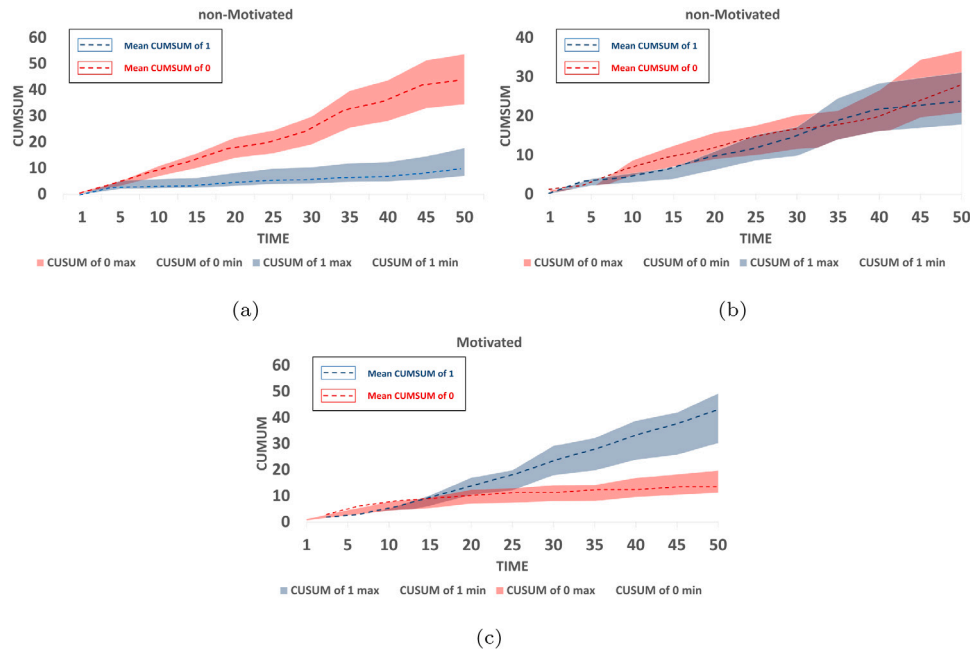 non-Motivated
60
50
40
30
20
10
0
CUMSUM
Mean CUMSUM of 1
Mean CUMSUM of 0
1 5 10 15 20 25 30 35 40 45 50
TIME
CUSUM of 0 max CUSUM of 0 min CUSUM of 1 max CUSUM of 1 min
(a)
non-Motivated
40
30
20
10
0
CUMSUM
Mean CUMSUM of 1
Mean CUMSUM of 0
1 5 10 15 20 25 30 35 40 45 50
TIME
CUSUM of 0 max CUSUM of 0 min CUSUM of 1 max CUSUM of 1 min
(b)
Motivated
60
50
40
30
20
10
0
CUMUM
Mean CUMSUM of 1
Mean CUMSUM of 0
1 5 10 15 20 25 30 35 40 45 50
TIME
CUSUM of 1 max CUSUM of 1 min CUSUM of 0 max CUSUM of 0 min
(c)